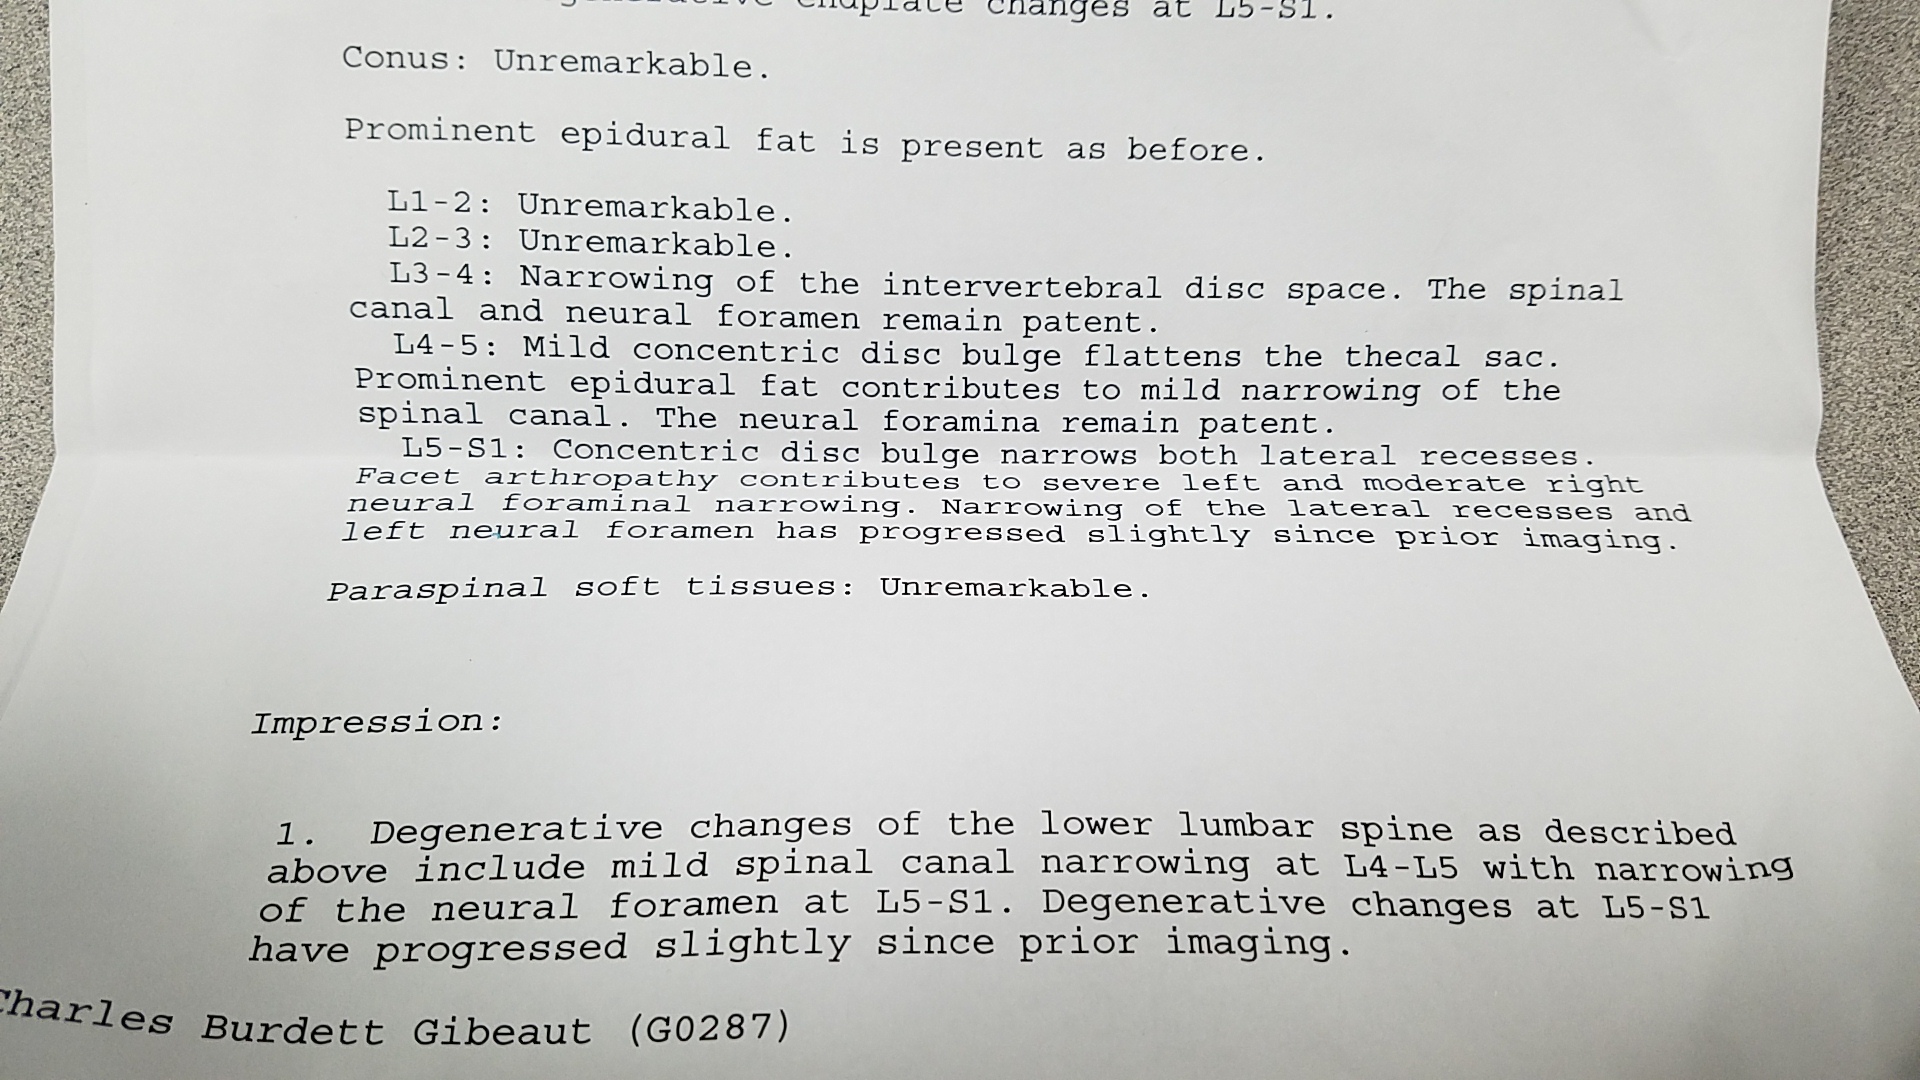 Changes at L5-S1.
Conus: Unremarkable.
Prominent epidural fat is present as before.
L1-2: Unremarkable.
L2-3: Unremarkable.
L3-4: Narrowing of the intervertebral disc space. The spinal
canal and neural foramen remain patent.
L4-5: Mild concentric disc bulge flattens the thecal sac.
Prominent epidural fat contributes to mild narrowing of the
spinal canal. The neural foramina remain patent.
L5-S1: Concentric disc bulge narrows both lateral recesses.
Facet arthropathy contributes to severe left and moderate right
neural foraminal narrowing. Narrowing of the lateral recesses and
left neural foramen has progressed slightly since prior imaging.
Paraspinal soft tissues: Unremarkable.
Impression:
1. Degenerative changes of the lower lumbar spine as described
above include mild spinal canal narrowing at L4-L5 with narrowing
of the neural foramen at L5-S1. Degenerative changes at L5-S1
have progressed slightly since prior imaging.
Charles Burdett Gibeaut (G0287)